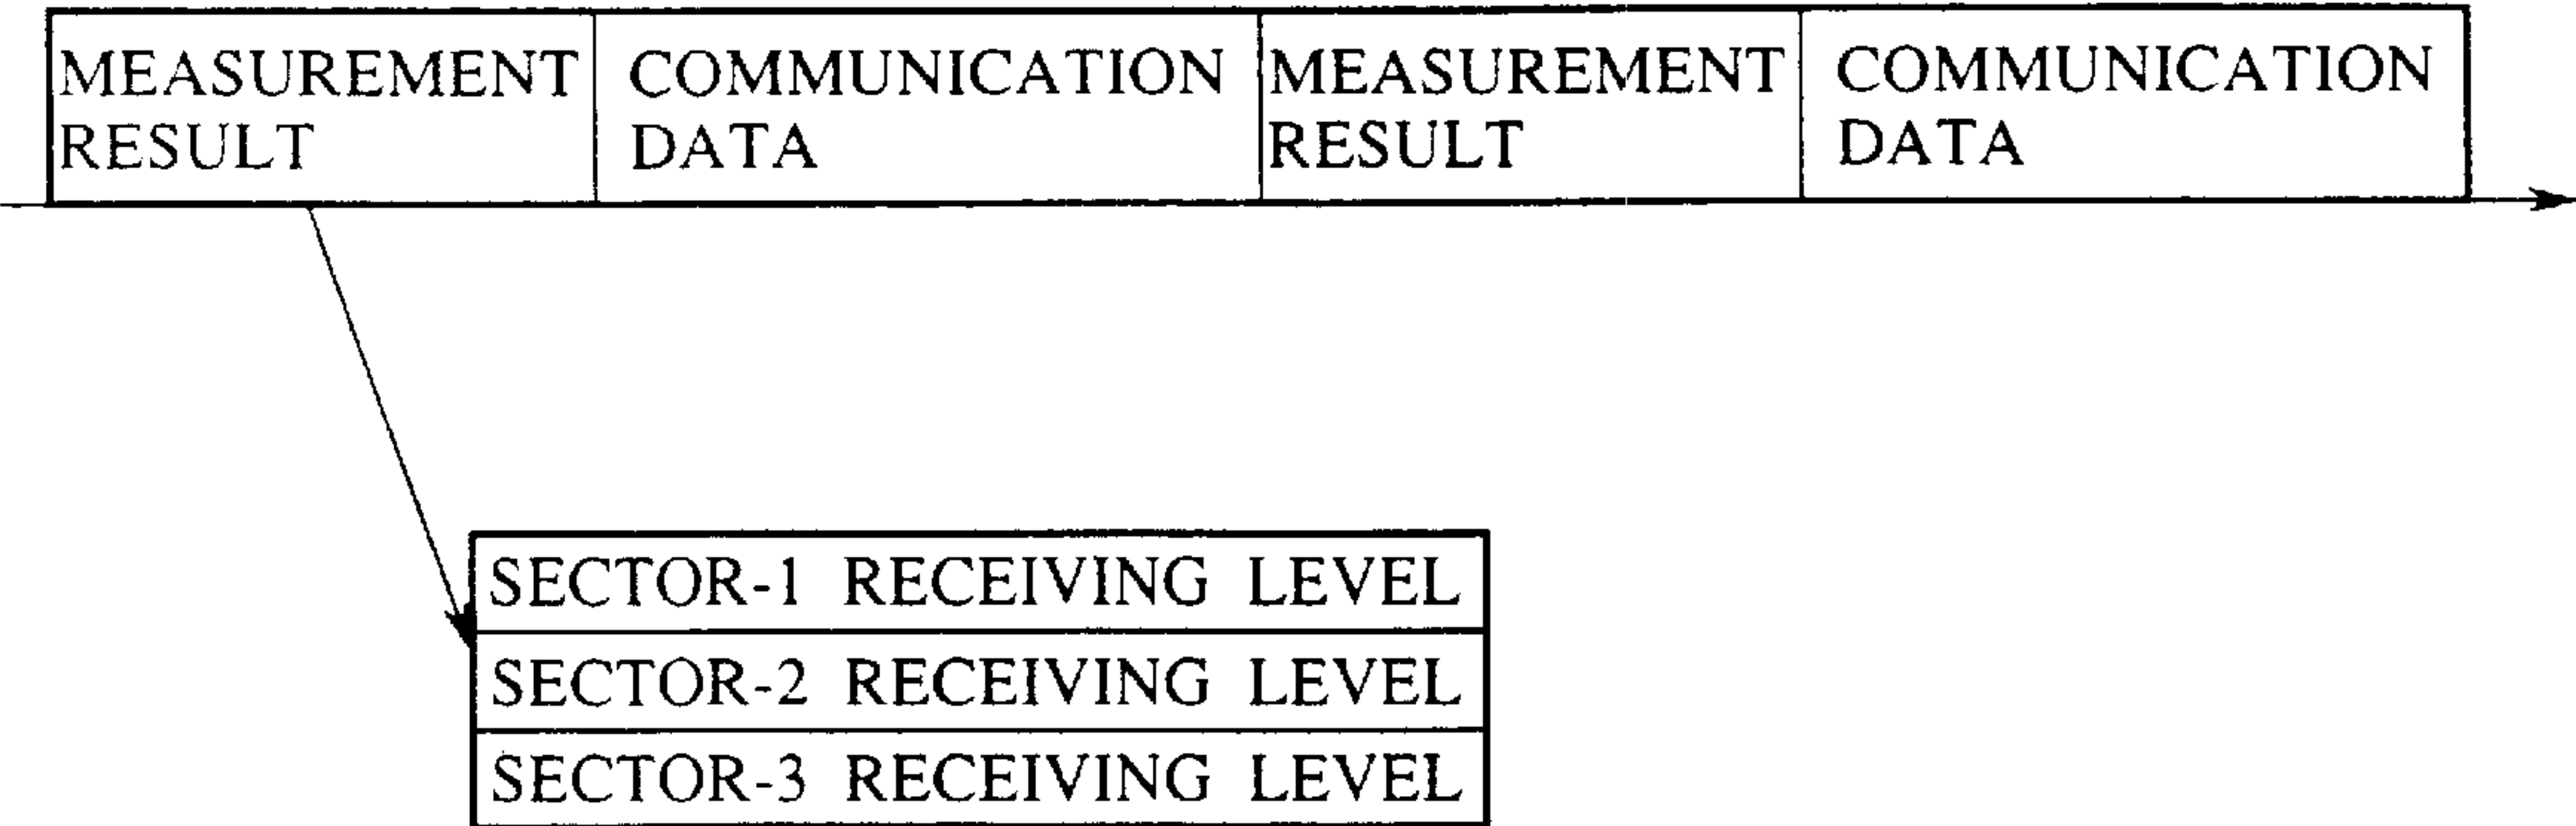 MEASUREMENT RESULT
COMMUNICATION DATA
MEASUREMENT RESULT
COMMUNICATION DATA
SECTOR-1 RECEIVING LEVEL
SECTOR-2 RECEIVING LEVEL
SECTOR-3 RECEIVING LEVEL